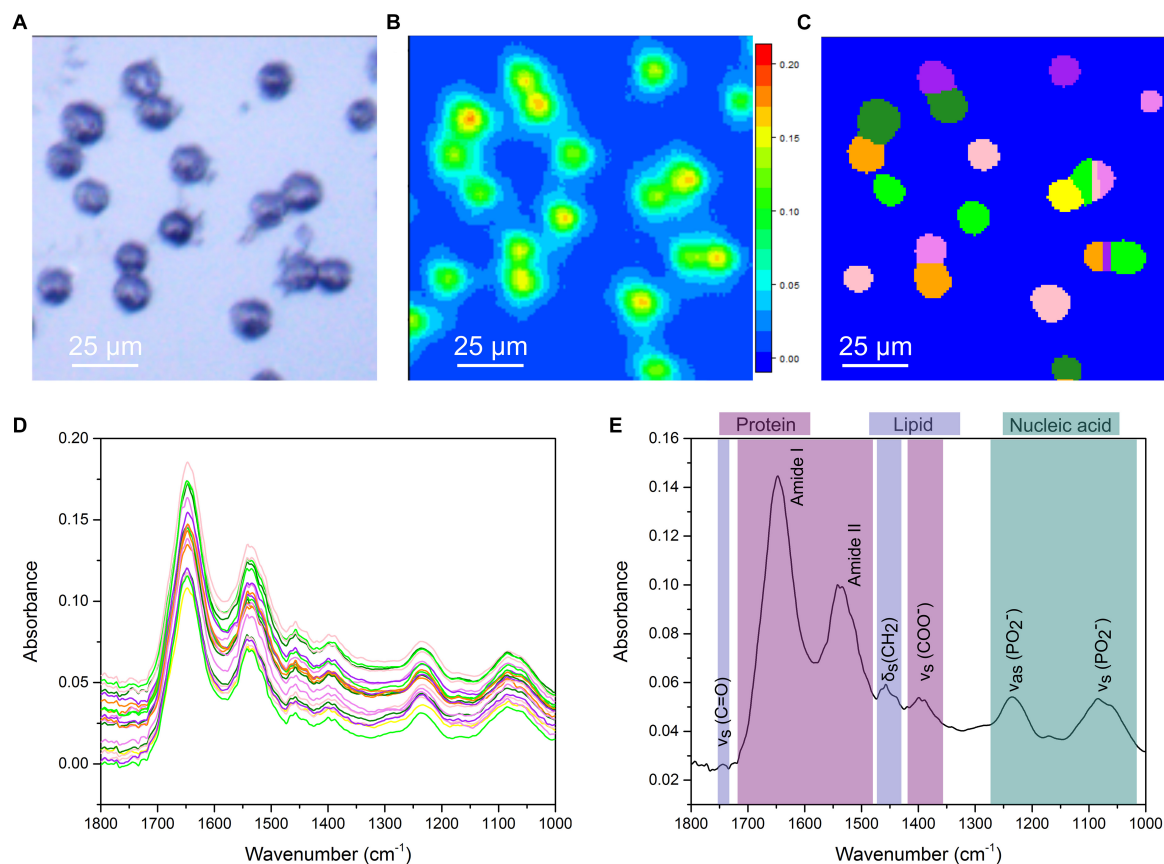 A
B
C
25 µm
25 µm
25 µm
0.20
0.15
0.10
0.05
0.00
D
0.20
0.15
0.10
0.05
0.00
Absorbance
1800 1700 1600 1500 1400 1300 1200 1100 1000
Wavenumber (cm⁻¹)
E
Protein
Lipid
Nucleic acid
0.16
0.14
0.12
0.10
0.08
0.06
0.04
0.02
Absorbance
νs (C=O)
Amide I
Amide II
δs(CH2)
νs (COO⁻)
νas (PO2⁻)
νs (PO2⁻)
1800 1700 1600 1500 1400 1300 1200 1100 1000
Wavenumber (cm⁻¹)